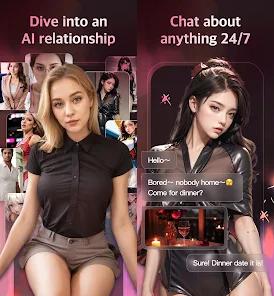 Dive into an
AI relationship
Chat about
anything 24/7
Hello～
Bored～ nobody home～🥺
Come for dinner?
Sure! Dinner date it is!